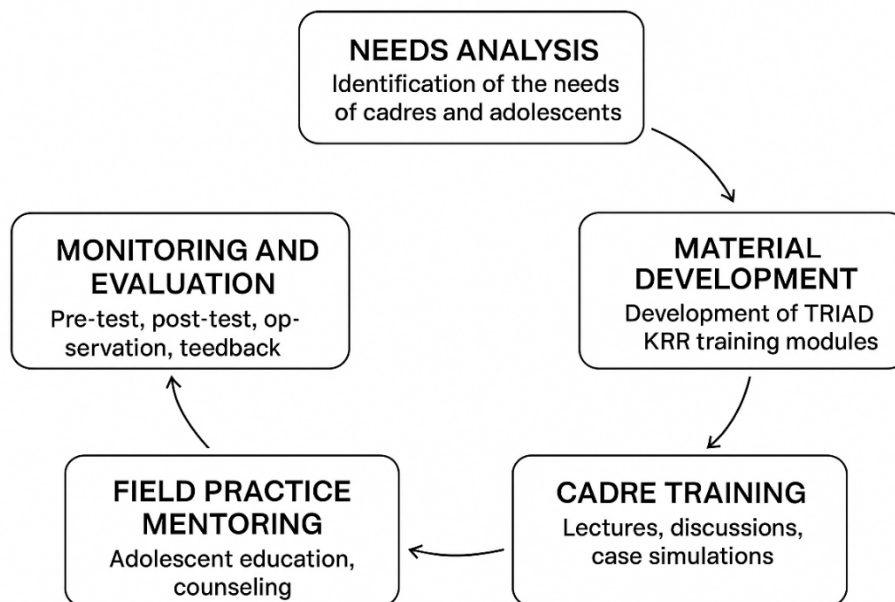 NEEDS ANALYSIS
Identification of the needs
of cadres and adolescents
MATERIAL
DEVELOPMENT
Development of TRIAD
KRR training modules
CADRE TRAINING
Lectures, discussions,
case simulations
FIELD PRACTICE
MENTORING
Adolescent education,
counseling
MONITORING AND
EVALUATION
Pre-test, post-test, op-
servation, teedback